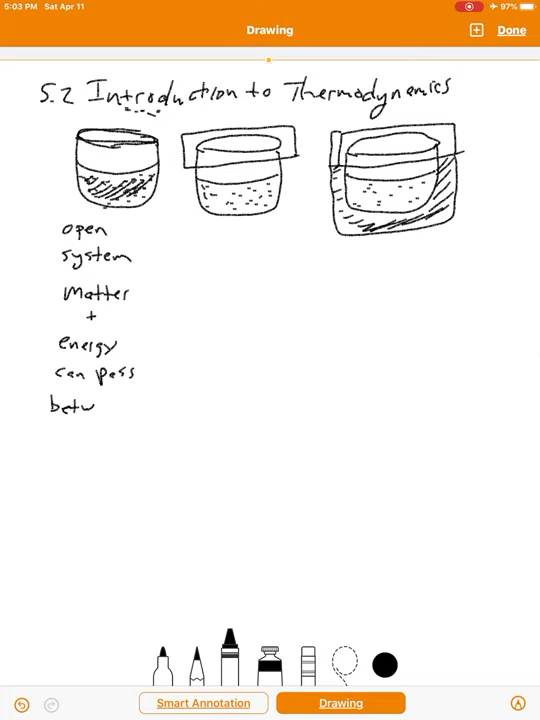 5:03 PM Sat Apr 11
97%
Drawing
Done
5.2 Introduction to Thermodynamics
open
system
Matter
+
energy
can pass
betw
Smart Annotation
Drawing